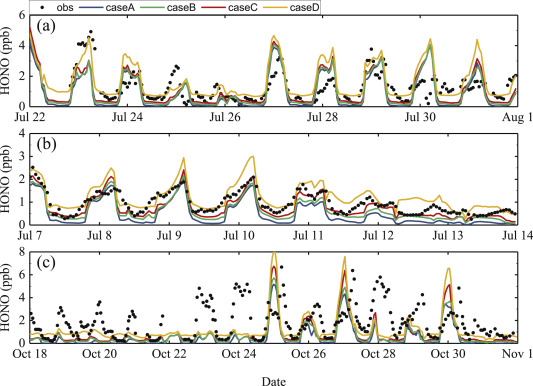 obs caseA caseB caseC caseD
(a)
HONO (ppb)
6
4
2
0
Jul 22 Jul 24 Jul 26 Jul 28 Jul 30 Aug 1
(b)
HONO (ppb)
4
3
2
1
0
Jul 7 Jul 8 Jul 9 Jul 10 Jul 11 Jul 12 Jul 13 Jul 14
(c)
HONO (ppb)
8
6
4
2
0
Oct 18 Oct 20 Oct 22 Oct 24 Oct 26 Oct 28 Oct 30 Nov 1
Date